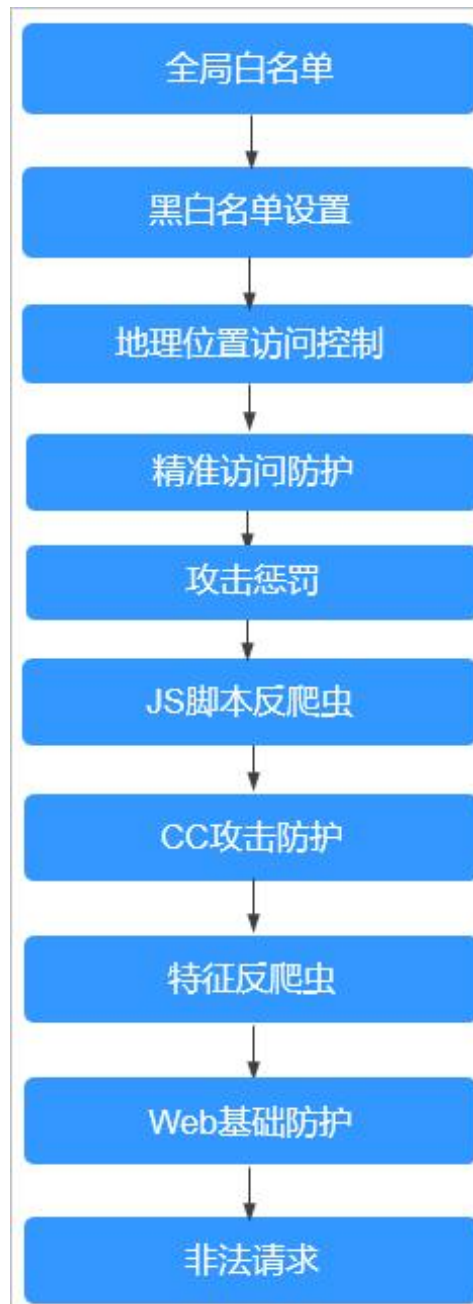 全局白名单
黑白名单设置
地理位置访问控制
精准访问防护
攻击惩罚
JS脚本反爬虫
CC攻击防护
特征反爬虫
Web基础防护
非法请求